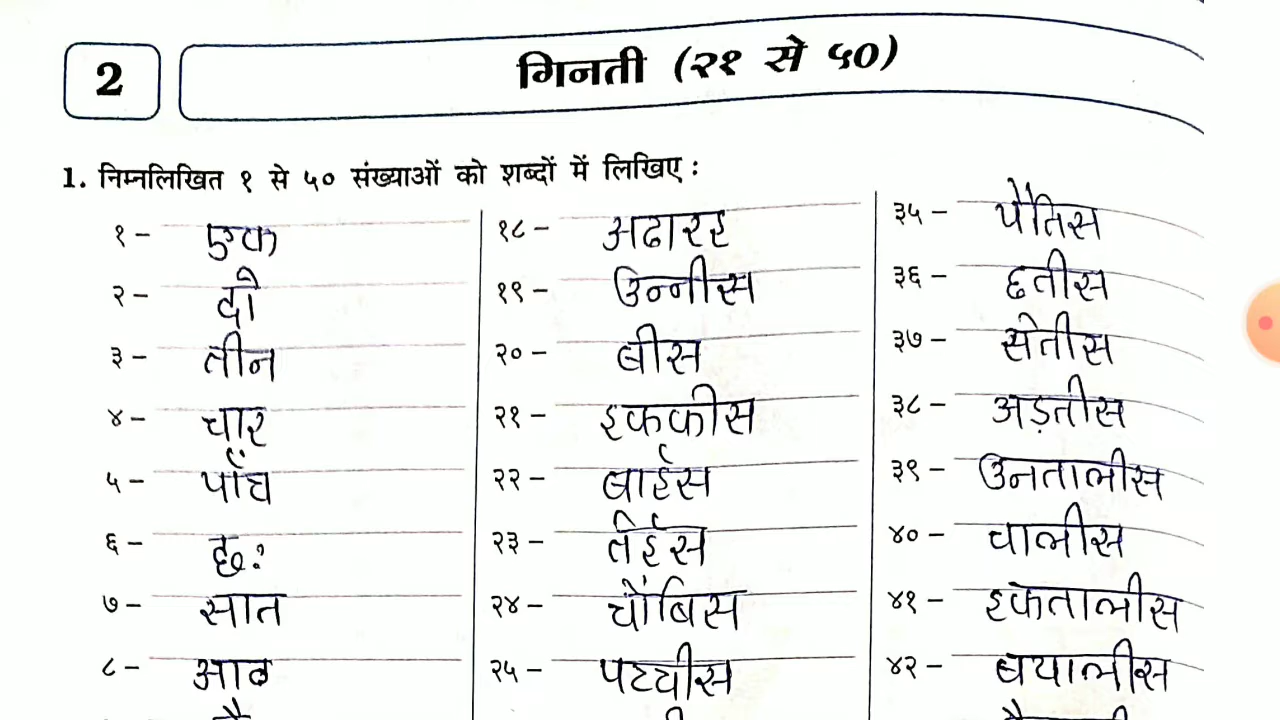 2
गिनती (२१ से ५०)
1. निम्नलिखित १ से ५० संख्याओं को शब्दों में लिखिए :
१ – एक
२ – दो
३ – तीन
४ – चार
५ – पाँच
६ – छः
७ – सात
८ – आठ
१८ – अठारह
१९ – उन्नीस
२० – बीस
२१ – इककीस
२२ – बाईस
२३ – तेईस
२४ – चौंबिस
२५ – पच्चीस
३५ – पैंतिस
३६ – छतीस
३७ – सेतीस
३८ – अड़तीस
३९ – उनतालीस
४० – चालीस
४१ – इकतालीस
४२ – बयालीस